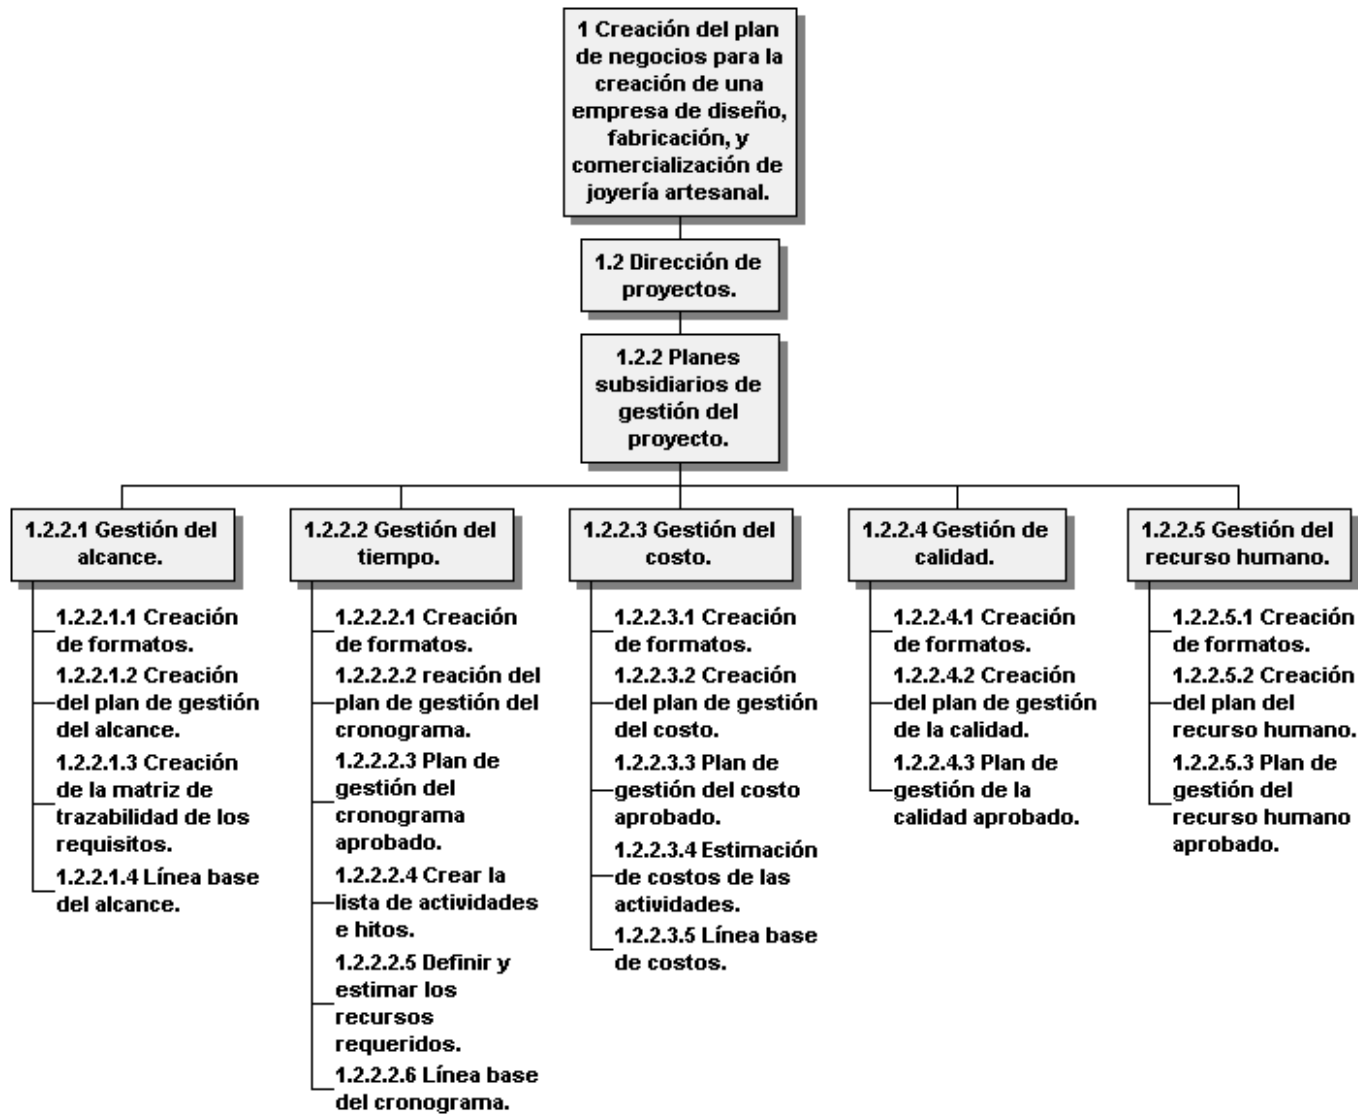 1 Creación del plan
de negocios para la
creación de una
empresa de diseño,
fabricación, y
comercialización de
joyería artesanal.
1.2 Dirección de
proyectos.
1.2.2 Planes
subsidiarios de
gestión del
proyecto.
1.2.2.1 Gestión del
alcance.
1.2.2.1.1 Creación
de formatos.
1.2.2.1.2 Creación
del plan de gestión
del alcance.
1.2.2.1.3 Creación
de la matriz de
trazabilidad de los
requisitos.
1.2.2.1.4 Línea base
del alcance.
1.2.2.2 Gestión del
tiempo.
1.2.2.2.1 Creación
de formatos.
1.2.2.2.2 reación del
plan de gestión del
cronograma.
1.2.2.2.3 Plan de
gestión del
cronograma
aprobado.
1.2.2.2.4 Crear la
lista de actividades
e hitos.
1.2.2.2.5 Definir y
estimar los
recursos
requeridos.
1.2.2.2.6 Línea base
del cronograma.
1.2.2.3 Gestión del
costo.
1.2.2.3.1 Creación
de formatos.
1.2.2.3.2 Creación
del plan de gestión
del costo.
1.2.2.3.3 Plan de
gestión del costo
aprobado.
1.2.2.3.4 Estimación
de costos de las
actividades.
1.2.2.3.5 Línea base
de costos.
1.2.2.4 Gestión de
calidad.
1.2.2.4.1 Creación
de formatos.
1.2.2.4.2 Creación
del plan de gestión
de la calidad.
1.2.2.4.3 Plan de
gestión de la
calidad aprobado.
1.2.2.5 Gestión del
recurso humano.
1.2.2.5.1 Creación
de formatos.
1.2.2.5.2 Creación
del plan del
recurso humano.
1.2.2.5.3 Plan de
gestión del
recurso humano
aprobado.